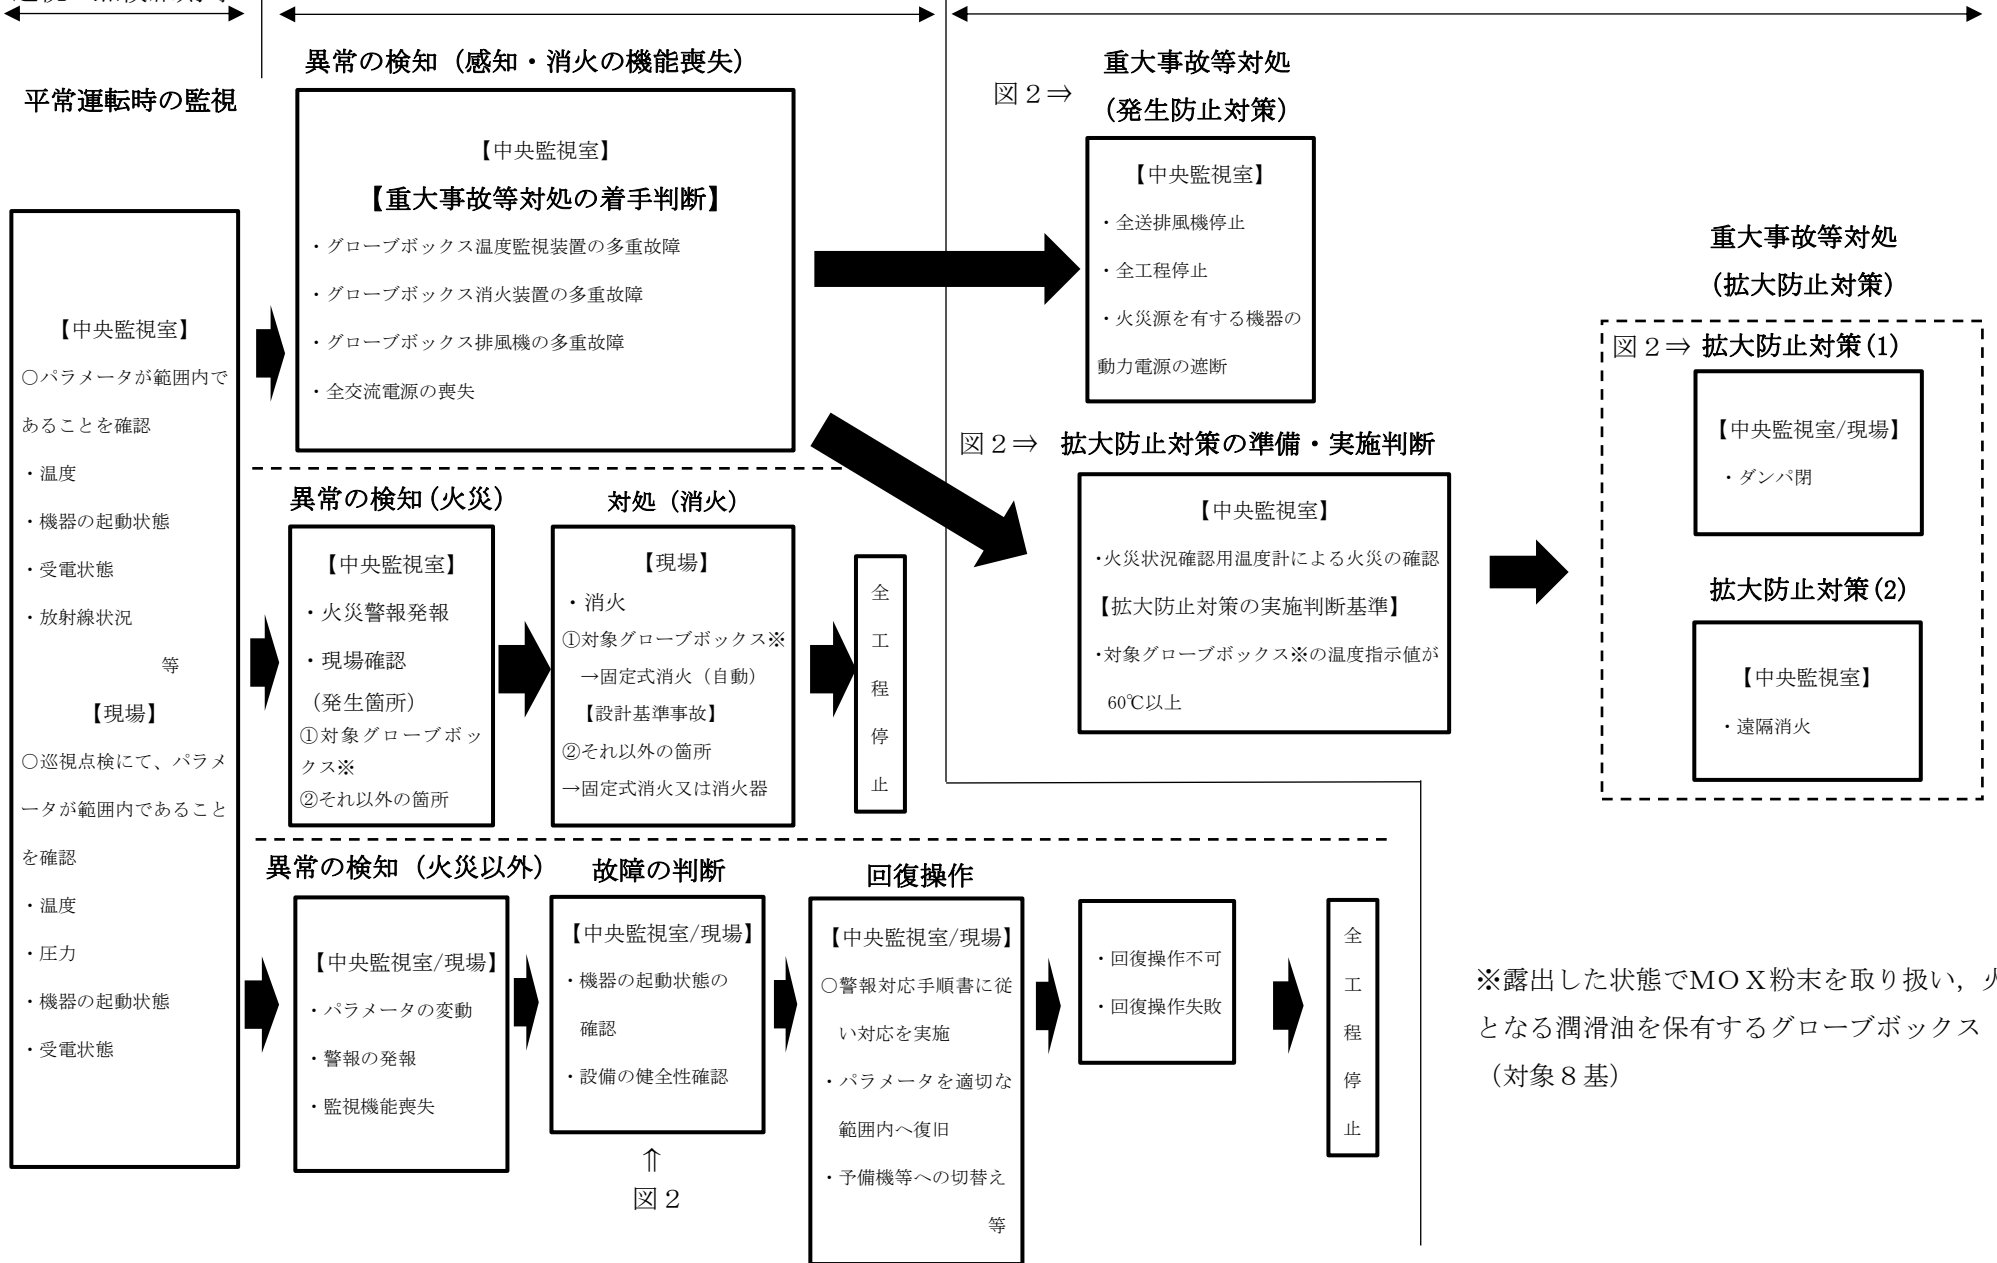 平常運転時の監視
【中央監視室】
○パラメータが範囲内で
あることを確認
・温度
・機器の起動状態
・受電状態
・放射線状況
等
【現場】
○巡視点検にて、パラメ
ータが範囲内であること
を確認
・温度
・圧力
・機器の起動状態
・受電状態
異常の検知（感知・消火の機能喪失）
【中央監視室】
【重大事故等対処の着手判断】
・グローブボックス温度監視装置の多重故障
・グローブボックス消火装置の多重故障
・グローブボックス排風機の多重故障
・全交流電源の喪失
図２⇒
重大事故等対処
(発生防止対策)
【中央監視室】
・全送排風機停止
・全工程停止
・火災源を有する機器の
動力電源の遮断
図２⇒ 拡大防止対策の準備・実施判断
【中央監視室】
・火災状況確認用温度計による火災の確認
【拡大防止対策の実施判断基準】
・対象グローブボックス※の温度指示値が
60℃以上
重大事故等対処
(拡大防止対策)
図２⇒ 拡大防止対策(1)
【中央監視室/現場】
・ダンパ閉
拡大防止対策(2)
【中央監視室】
・遠隔消火
異常の検知(火災)
【中央監視室】
・火災警報発報
・現場確認
（発生箇所）
①対象グローブボッ
クス※
②それ以外の箇所
対処（消火）
【現場】
・消火
①対象グローブボックス※
→固定式消火（自動）
【設計基準事故】
②それ以外の箇所
→固定式消火又は消火器
全
工
程
停
止
異常の検知（火災以外）
【中央監視室/現場】
・パラメータの変動
・警報の発報
・監視機能喪失
故障の判断
【中央監視室/現場】
・機器の起動状態の
確認
・設備の健全性確認
⇑
図２
回復操作
【中央監視室/現場】
○警報対応手順書に従
い対応を実施
・パラメータを適切な
範囲内へ復旧
・予備機等への切替え
等
・回復操作不可
・回復操作失敗
全
工
程
停
止
※露出した状態でＭＯＸ粉末を取り扱い，火
となる潤滑油を保有するグローブボックス
（対象８基）